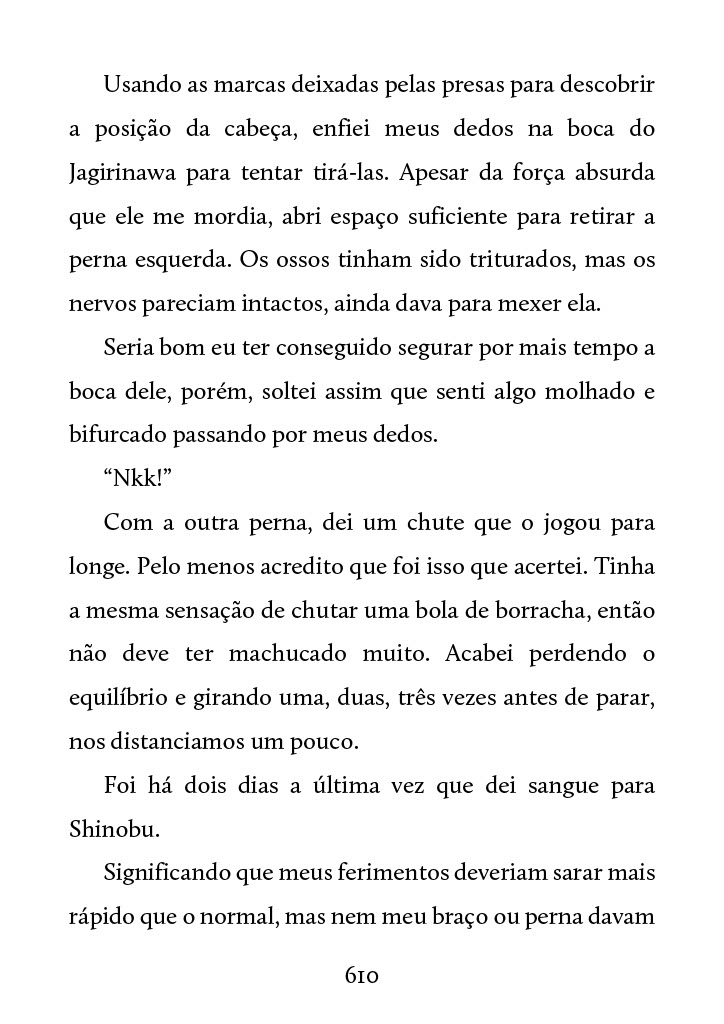 Usando as marcas deixadas pelas presas para descobrir
a posição da cabeça, enfiei meus dedos na boca do
Jagirinawa para tentar tirá-las. Apesar da força absurda
que ele me mordia, abri espaço suficiente para retirar a
perna esquerda. Os ossos tinham sido triturados, mas os
nervos pareciam intactos, ainda dava para mexer ela.
Seria bom eu ter conseguido segurar por mais tempo a
boca dele, porém, soltei assim que senti algo molhado e
bifurcado passando por meus dedos.
“Nkk!”
Com a outra perna, dei um chute que o jogou para
longe. Pelo menos acredito que foi isso que acertei. Tinha
a mesma sensação de chutar uma bola de borracha, então
não deve ter machucado muito. Acabei perdendo o
equilíbrio e girando uma, duas, três vezes antes de parar,
nos distanciamos um pouco.
Foi há dois dias a última vez que dei sangue para
Shinobu.
Significando que meus ferimentos deveriam sarar mais
rápido que o normal, mas nem meu braço ou perna davam
610